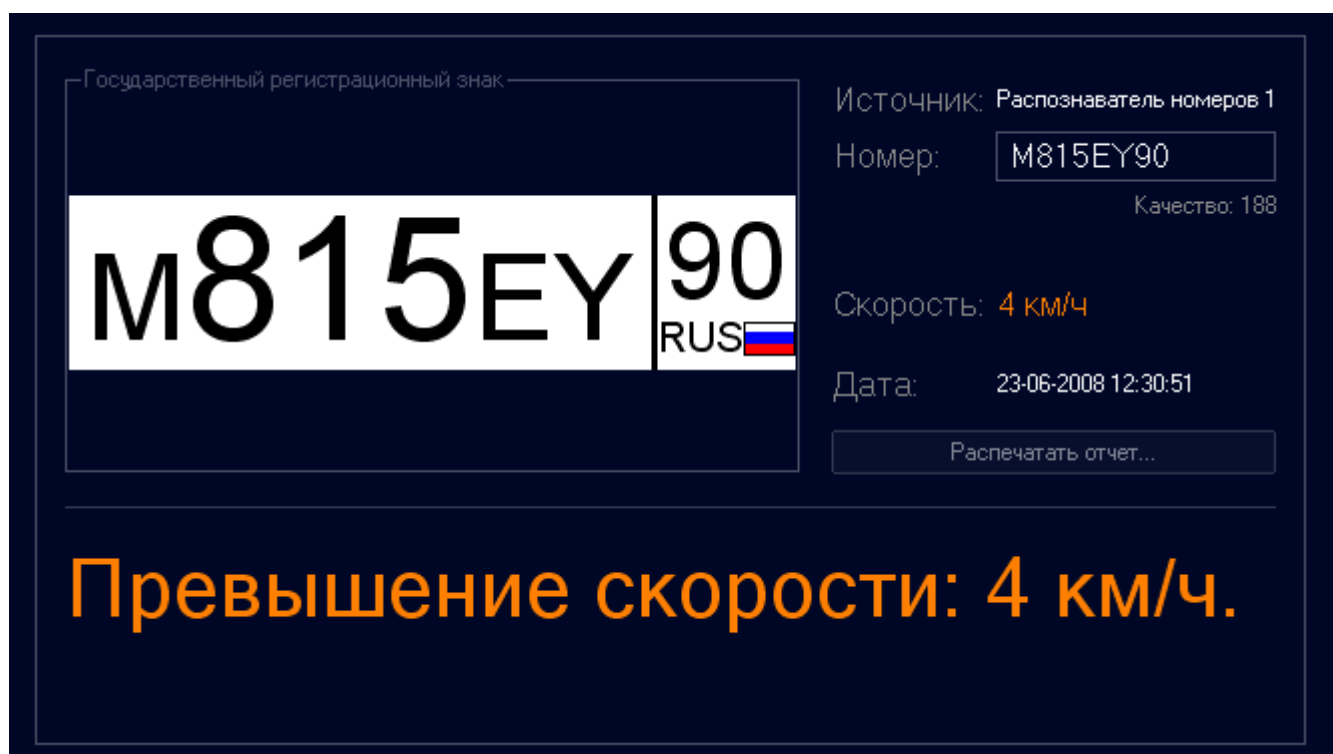 Государственный регистрационный знак
M815EY 90
RUS
Источник: Распознаватель номеров 1
Номер: M815EY90
Качество: 188
Скорость: 4 км/ч
Дата: 23-06-2008 12:30:51
Распечатать отчет...
Превышение скорости: 4 км/ч.